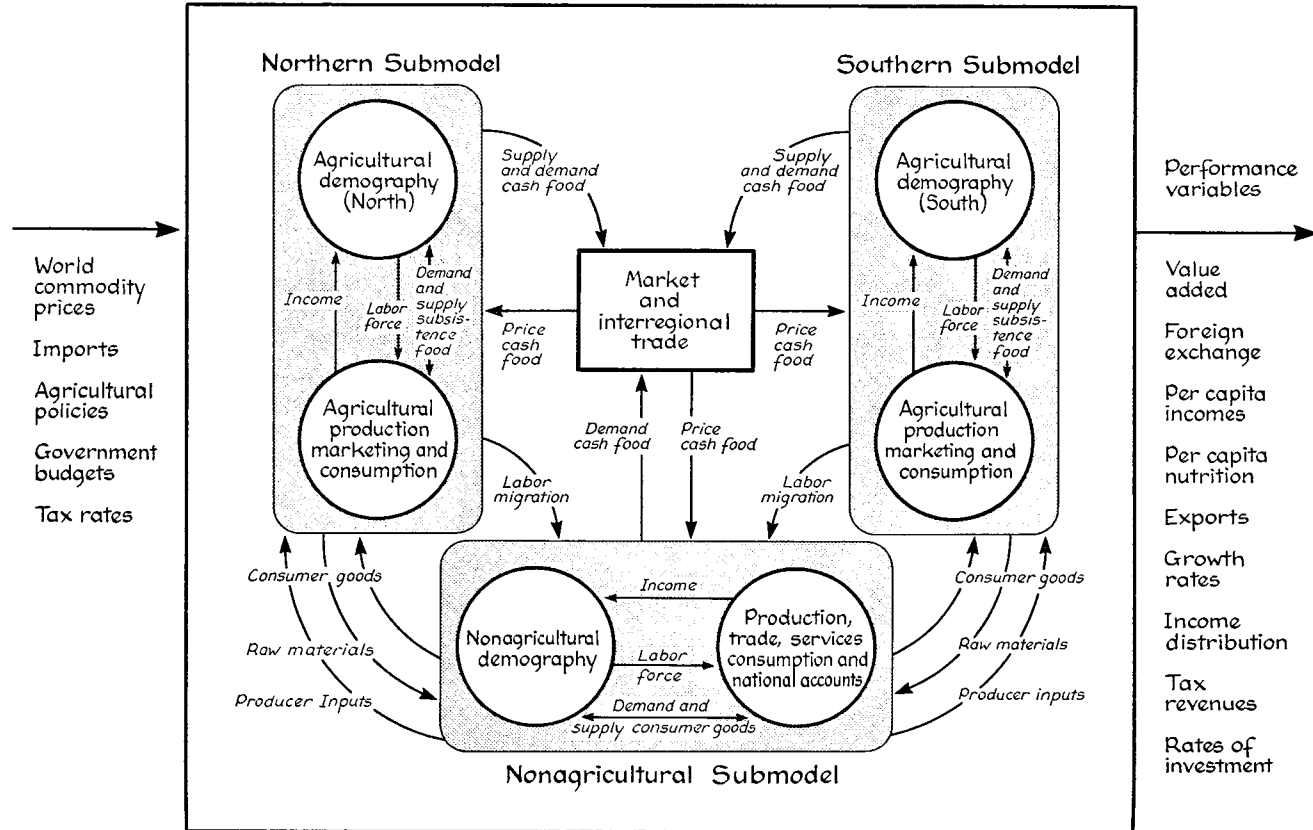 Northern Submodel
Southern Submodel
World
commodity
prices
Imports
Agricultural
policies
Government
budgets
Tax rates
Agricultural
demography
(North)
Income
Labor
force
Demand
and
supply
subsis-
tence
food
Agricultural
production
marketing and
consumption
Supply
and demand
cash food
Supply
and demand
cash food
Market
and
interregional
trade
Price
cash
food
Price
cash
food
Demand
cash food
Price
cash food
Agricultural
demography
(South)
Income
Labor
force
Demand
and
supply
subsis-
tence
food
Agricultural
production
marketing and
consumption
Labor
migration
Labor
migration
Consumer goods
Raw materials
Producer Inputs
Nonagricultural
demography
Income
Labor
force
Demand and
supply consumer goods
Production,
trade, services
consumption and
national accounts
Consumer goods
Raw materials
Producer inputs
Nonagricultural Submodel
Performance
variables
Value
added
Foreign
exchange
Per capita
incomes
Per capita
nutrition
Exports
Growth
rates
Income
distribution
Tax
revenues
Rates of
investment